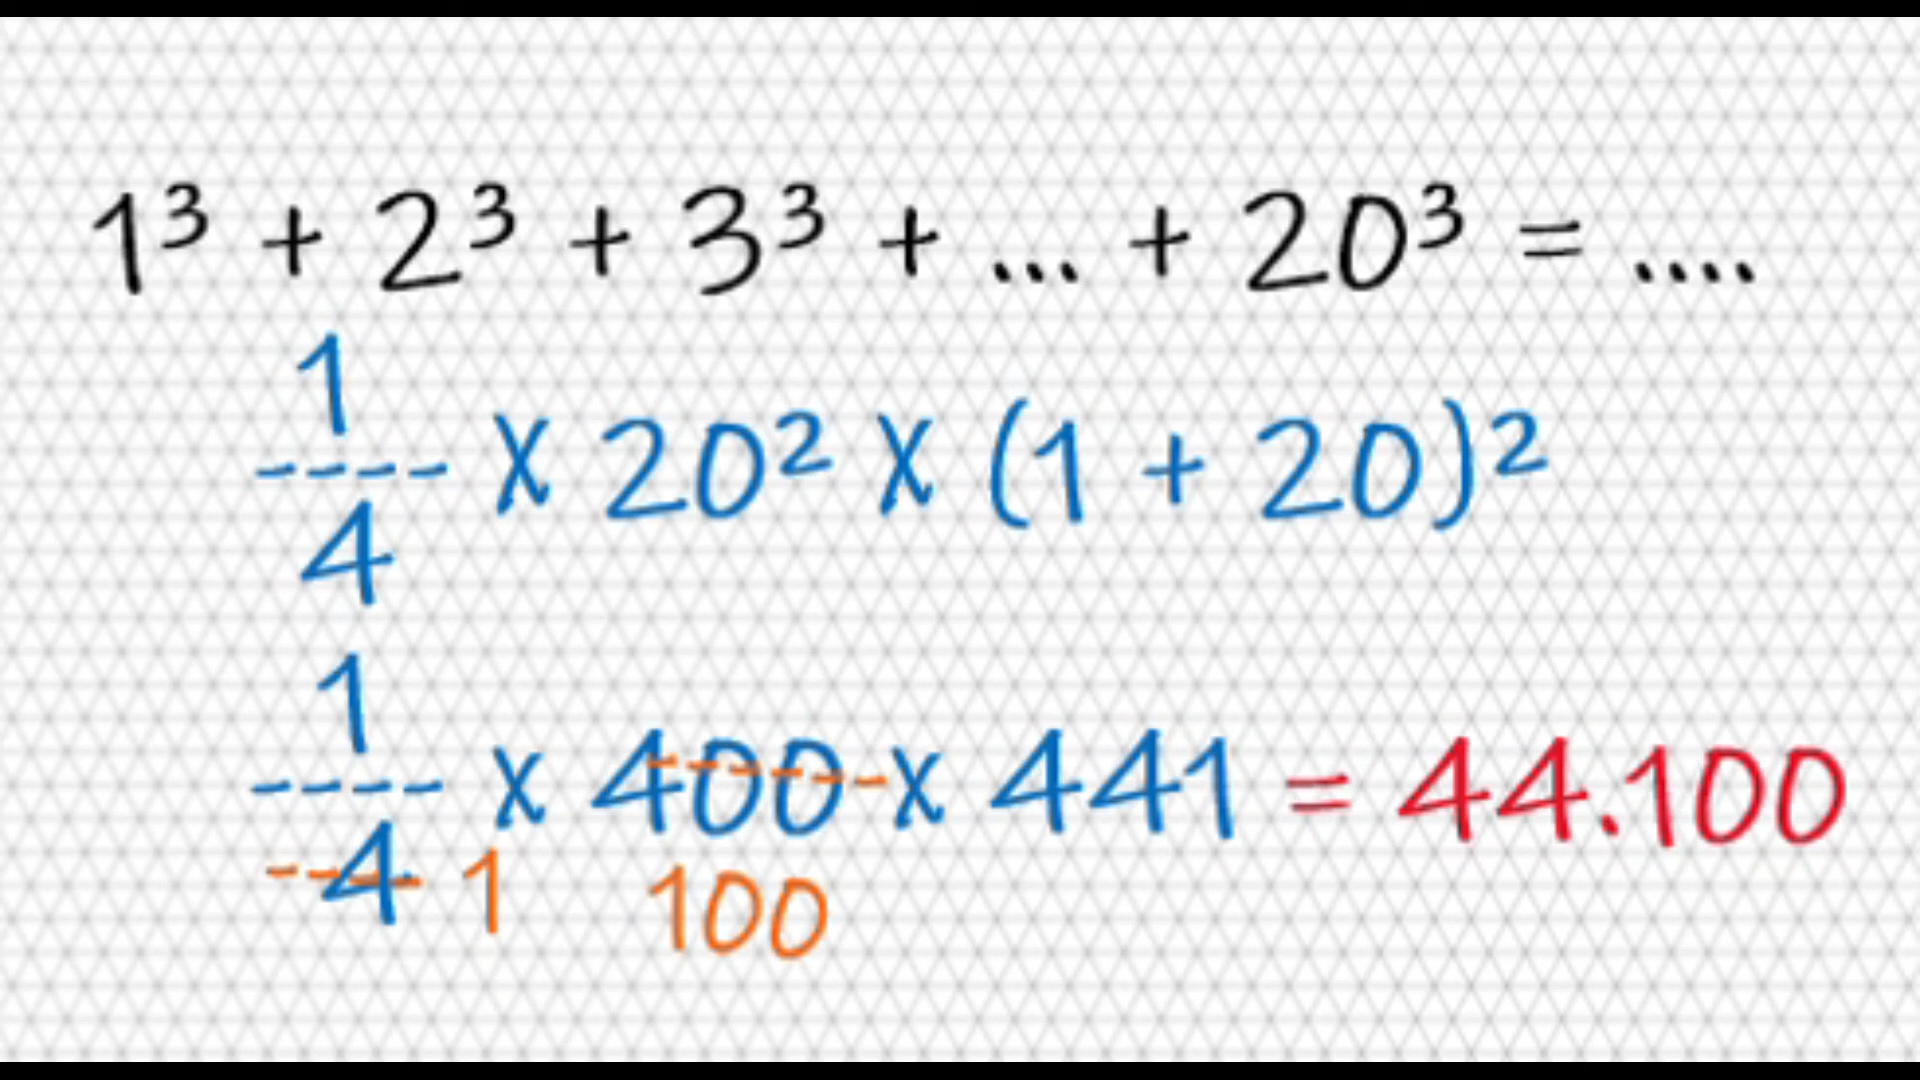 1³ + 2³ + 3³ + ... + 20³ = ....
1
---- x 20² x (1 + 20)²
4
1
---- x 400 x 441 = 44.100
4 1 100